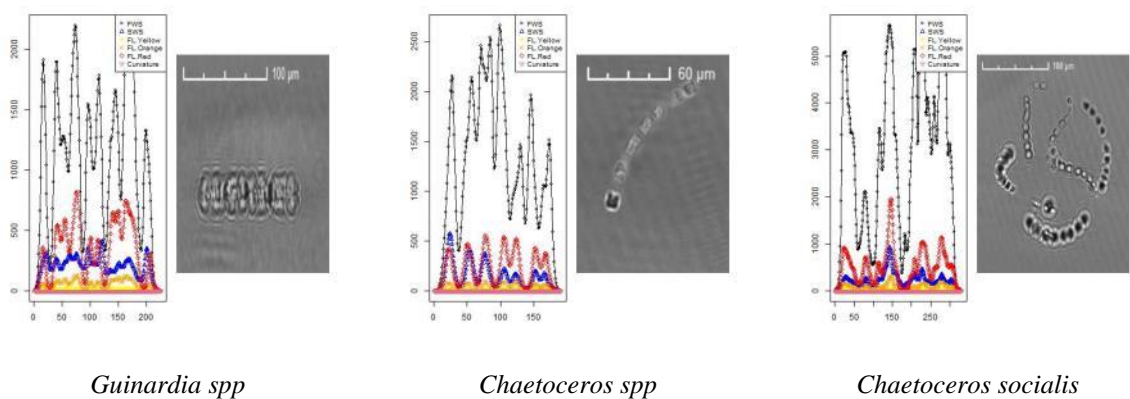 FWS
SWS
FL.Yellow
FL.Orange
FL.Red
Curvature
2000
1500
1000
500
0
0 50 100 150 200
100 µm
FWS
SWS
FL.Yellow
FL.Orange
FL.Red
Curvature
2500
2000
1500
1000
500
0
0 50 100 150
60 µm
FWS
SWS
FL.Yellow
FL.Orange
FL.Red
Curvature
5000
4000
3000
2000
1000
0
0 50 150 250
Guinardia spp
Chaetoceros spp
Chaetoceros socialis